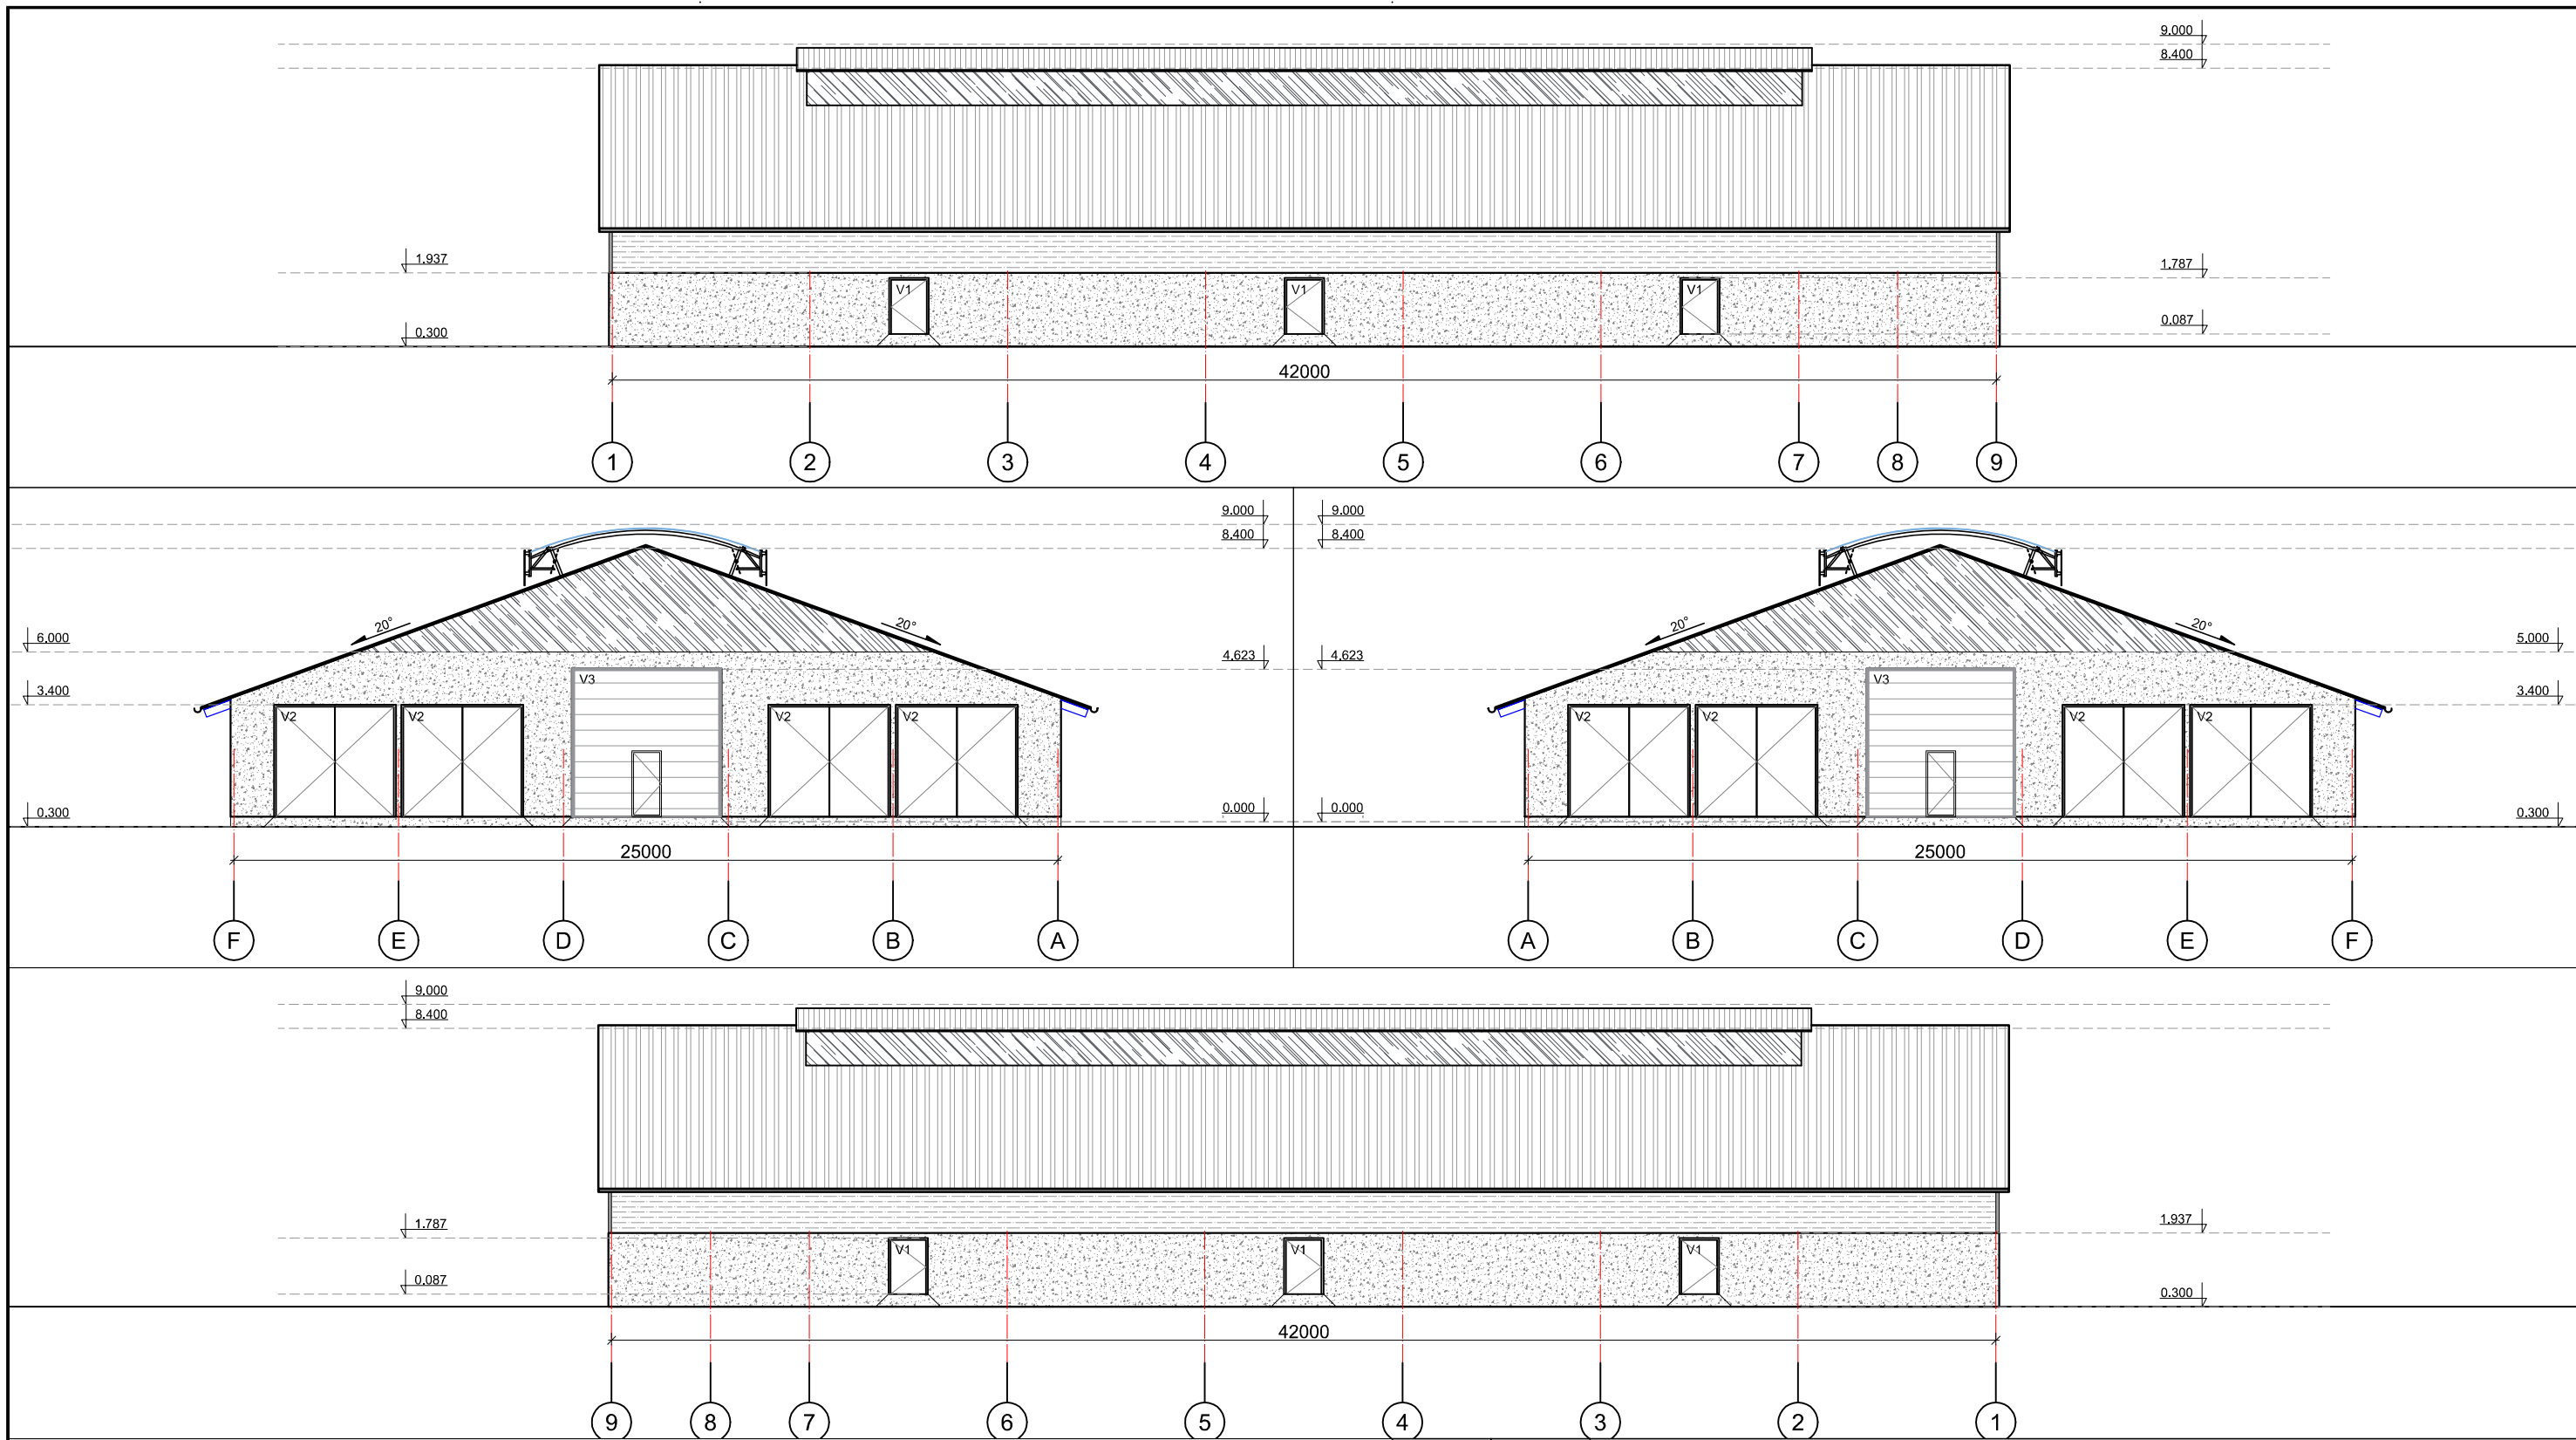 9.000
8.400
1.937
1.787
V1 V1 V1
0.300
0.087
42000
1 2 3 4 5 6 7 8 9
9.000 9.000
8.400 8.400
20° 20° 20° 20°
6.000 5.000
4.623 4.623
V3 V3
3.400 3.400
V2 V2 V2 V2 V2 V2 V2 V2
0.300 0.000 0.000 0.300
25000 25000
F E D C B A A B C D E F
9.000
8.400
1.787 1.937
V1 V1 V1
0.087
0.300
42000
9 8 7 6 5 4 3 2 1